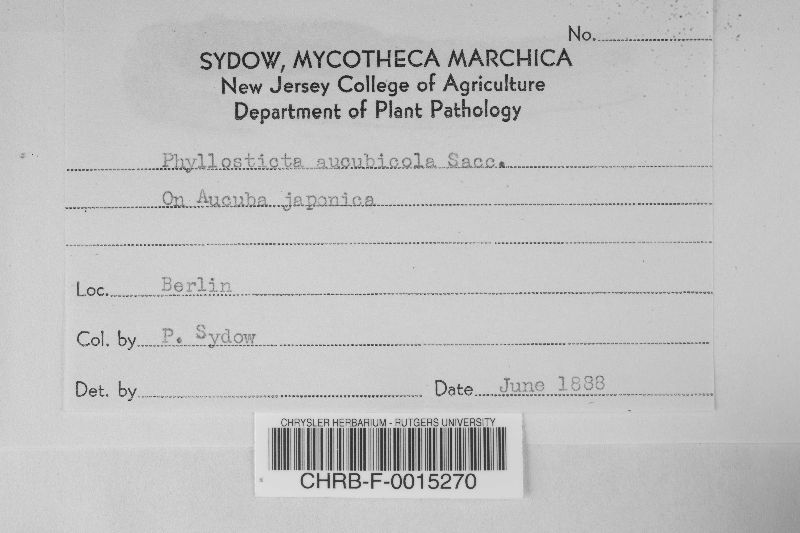 No.
SYDOW, MYCOTHECA MARCHICA
New Jersey College of Agriculture
Department of Plant Pathology
Phyllosticta aucubicola Sacc.
On Aucuba japonica
Loc. Berlin
Col. by P. Sydow
Det. by Date June 1888
CHRYSLER HERBARIUM - RUTGERS UNIVERSITY
CHRB-F-0015270